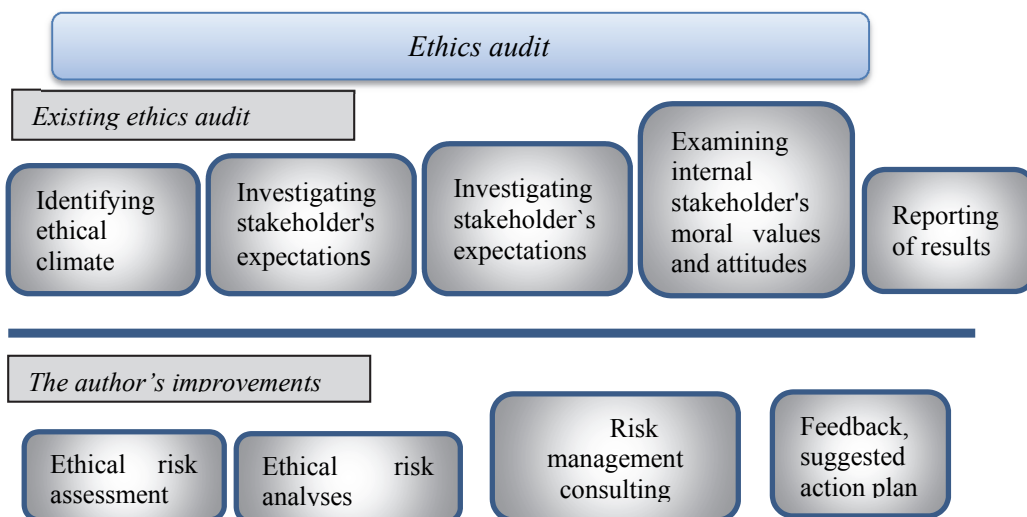 Ethics audit
Existing ethics audit
Identifying
ethical
climate
Investigating
stakeholder's
expectations
Investigating
stakeholder`s
expectations
Examining
internal
stakeholder's
moral values
and attitudes
Reporting
of results
The author’s improvements
Ethical risk
assessment
Ethical risk
analyses
Risk
management
consulting
Feedback,
suggested
action plan